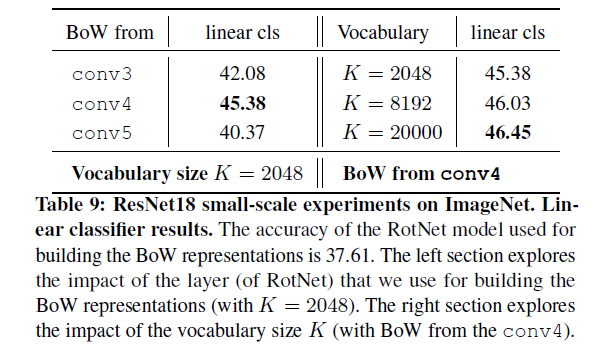 BoW from linear cls Vocabulary linear cls
conv3 42.08 K = 2048 45.38
conv4 45.38 K = 8192 46.03
conv5 40.37 K = 20000 46.45
Vocabulary size K = 2048 BoW from conv4
Table 9: ResNet18 small-scale experiments on ImageNet. Lin-
ear classifier results. The accuracy of the RotNet model used for
building the BoW representations is 37.61. The left section explores
the impact of the layer (of RotNet) that we use for building the
BoW representations (with K = 2048). The right section explores
the impact of the vocabulary size K (with BoW from the conv4).